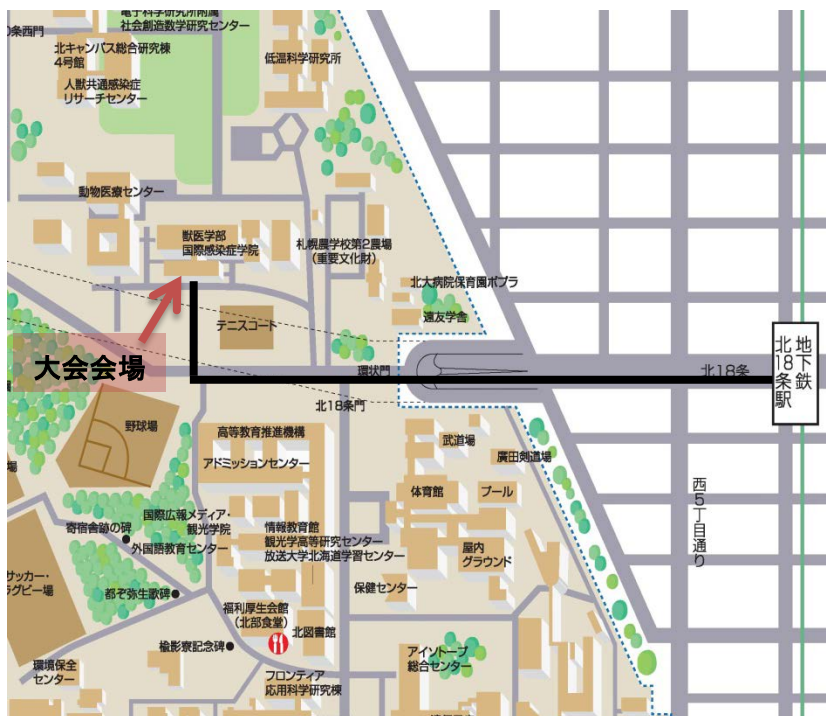 電子科学研究所附属
社会創造数学研究センター
条西門
北キャンパス総合研究棟
4号館
低温科学研究所
人獣共通感染症
リサーチセンター
動物医療センター
獣医学部
国際感染症学院
札幌農学校第2農場
（重要文化財）
北大病院保育園ポプラ
遠友学舎
テニスコート
大会会場
環状門
北18条
地下鉄
北18条駅
北18条門
野球場
高等教育推進機構
アドミッションセンター
武道場
廣田剣道場
体育館
プール
西5丁目通り
国際広報メディア・
観光学院
寄宿舎跡の碑
外国語教育センター
情報教育館
観光学高等研究センター
放送大学北海道学習センター
屋内
グラウンド
サッカー・
ラグビー場
都ぞ弥生歌碑
保健センター
福利厚生会館
（北部食堂）
北図書館
楡影寮記念碑
アイソトープ
総合センター
環境保全
センター
フロンティア
応用科学研究棟